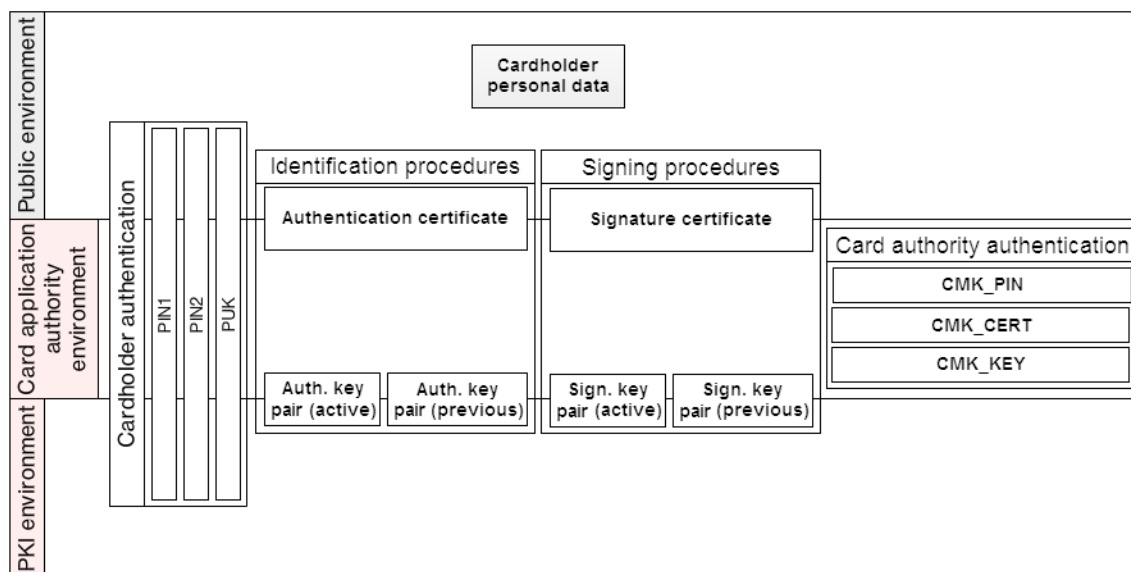 Public environment
Card application
authority
environment
PKI environment
Cardholder
personal data
Cardholder authentication
PIN1
PIN2
PUK
Identification procedures
Authentication certificate
Auth. key
pair (active)
Auth. key
pair (previous)
Signing procedures
Signature certificate
Sign. key
pair (active)
Sign. key
pair (previous)
Card authority authentication
CMK_PIN
CMK_CERT
CMK_KEY